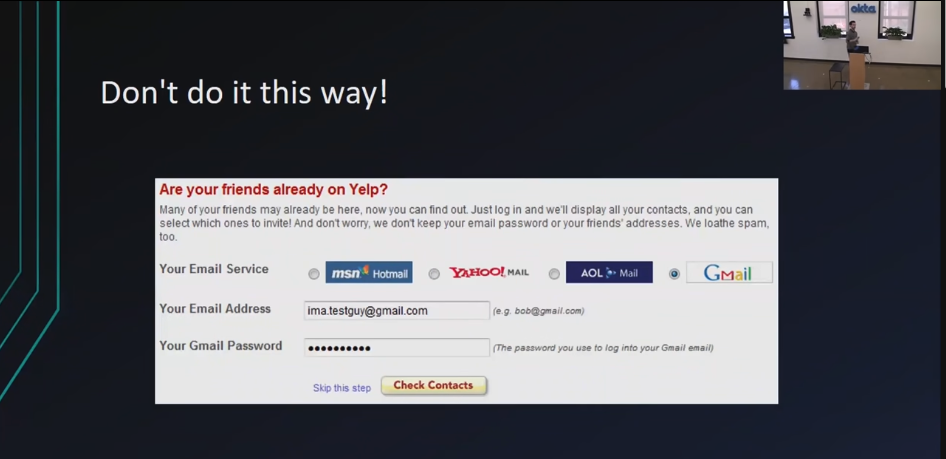 okta
Don't do it this way!
Are your friends already on Yelp?
Many of your friends may already be here, now you can find out. Just log in and we'll display all your contacts, and you can
select which ones to invite! And don't worry, we don't keep your email password or your friends' addresses. We loathe spam,
too.
Your Email Service msn Hotmail YAHOO! MAIL AOL Mail Gmail
Your Email Address ima.testguy@gmail.com (e.g. bob@gmail.com)
Your Gmail Password •••••••••• (The password you use to log into your Gmail email)
Skip this step Check Contacts